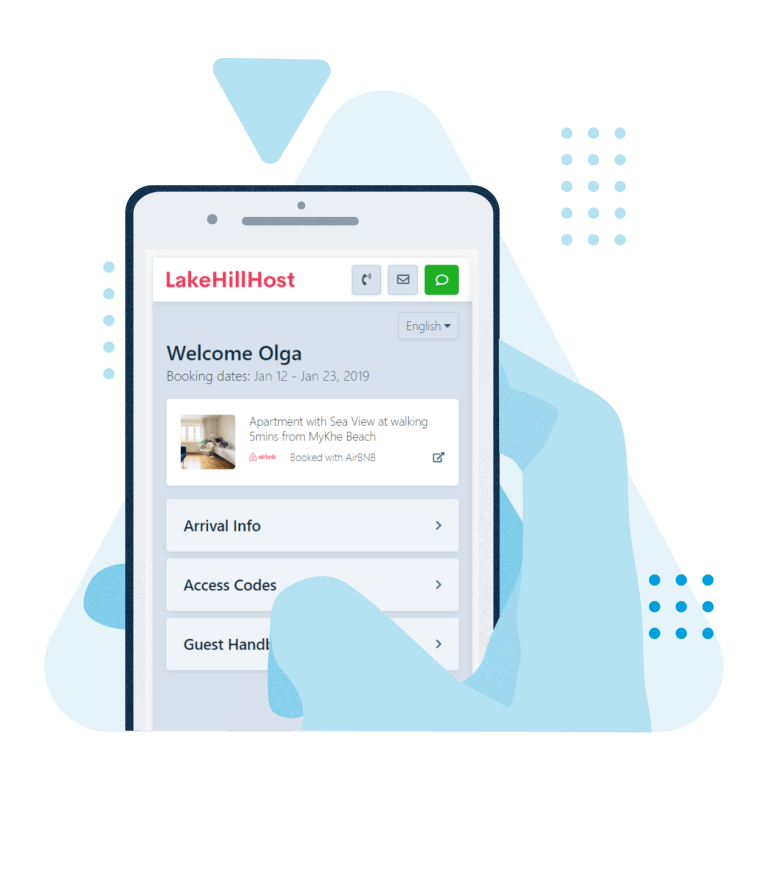 LakeHillHost
English
Welcome Olga
Booking dates: Jan 12 - Jan 23, 2019
Apartment with Sea View at walking
5mins from MyKhe Beach
airbnb Booked with AirBNB
Arrival Info
Access Codes
Guest Handb